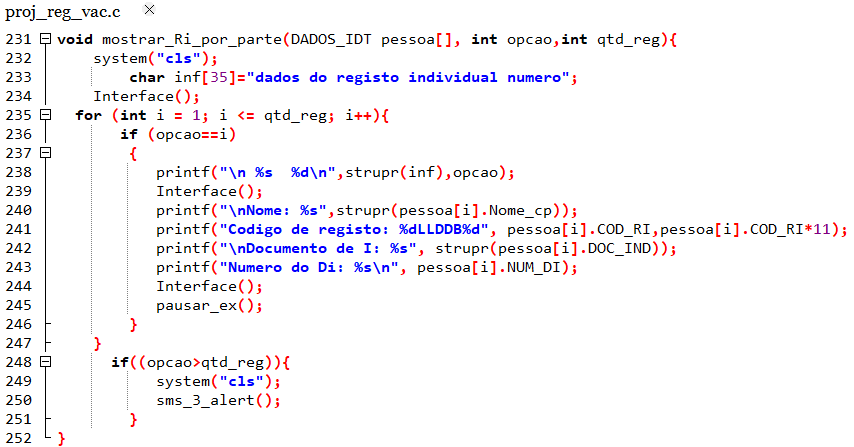 proj_reg_vac.c ×
231 void mostrar_Ri_por_parte(DADOS_IDT pessoa[], int opcao,int qtd_reg){
232     system("cls");
233         char inf[35]="dados do registo individual numero";
234     Interface();
235   for (int i = 1; i <= qtd_reg; i++){
236        if (opcao==i)
237         {
238            printf("\n %s  %d\n",strupr(inf),opcao);
239            Interface();
240            printf("\nNome: %s",strupr(pessoa[i].Nome_cp));
241            printf("Codigo de registo: %dLLDDB%d", pessoa[i].COD_RI,pessoa[i].COD_RI*11);
242            printf("\nDocumento de I: %s", strupr(pessoa[i].DOC_IND));
243            printf("Numero do Di: %s\n", pessoa[i].NUM_DI);
244            Interface();
245            pausar_ex();
246         }
247     }
248       if((opcao>qtd_reg)){
249            system("cls");
250            sms_3_alert();
251         }
252 }